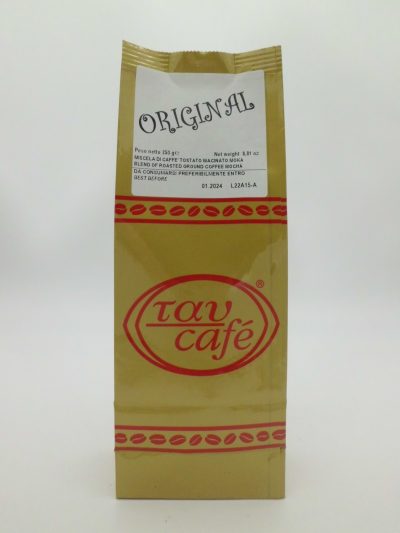 ORIGINAL
Peso netto 250 gr℮ Net weight 8,81 oz
MISCELA DI CAFFE' TOSTATO MACINATO MOKA
BLEND OF ROASTED GROUND COFFEE MOCHA
DA CONSUMARSI PREFERIBILMENTE ENTRO
BEST BEFORE
01.2024 L22A15-A
ταυ ®
café